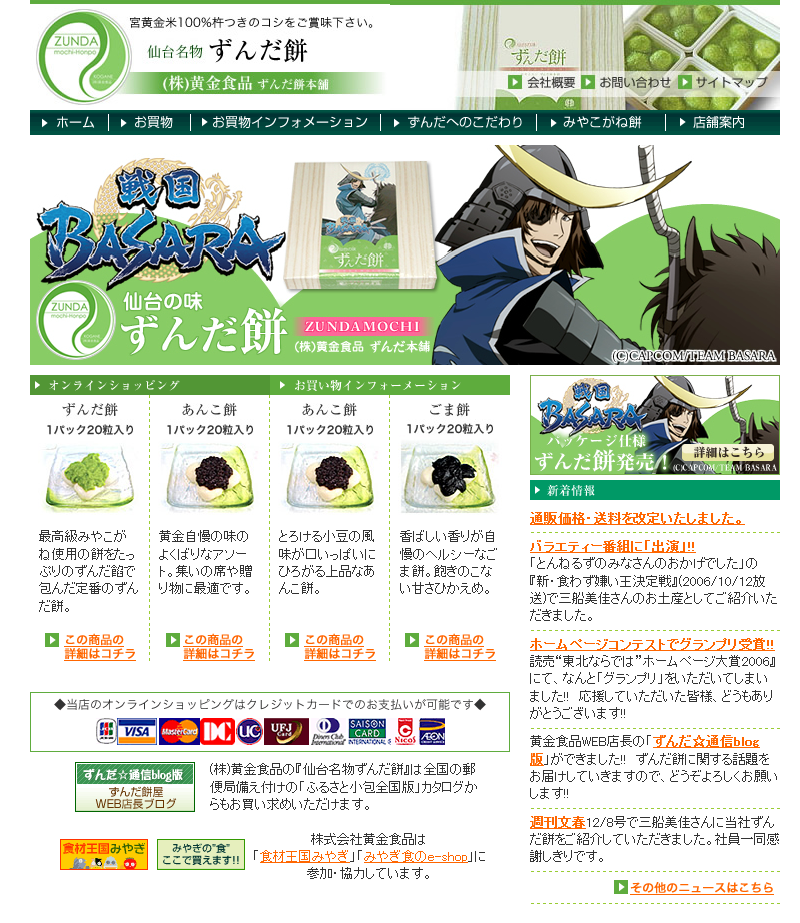 宮黄金米100%杵つきのコシをご賞味下さい。
ZUNDA
mochi-Honpo
仙台名物 ずんだ餅
(株)黄金食品 ずんだ餅本舗
ずんだ餅
会社概要 お問い合わせ サイトマップ
ホーム お買物 お買物インフォメーション ずんだへのこだわり みやこがね餅 店舗案内
戦国
BASARA
戦国
BASARA
ずんだ餅
ZUNDA
mochi-Honpo
仙台の味
ずんだ餅
ZUNDAMOCHI
(株)黄金食品 ずんだ本舗
(C)CAPCOM/TEAM BASARA
オンラインショッピング
お買い物インフォーメーション
ずんだ餅
1パック20粒入り
最高級みやこが
ね使用の餅をたっ
ぷりのずんだ餡で
包んだ定番のずん
だ餅。
この商品の
詳細はコチラ
あんこ餅
1パック20粒入り
黄金自慢の味の
よくばりなアソー
ト。集いの席や贈
り物に最適です。
この商品の
詳細はコチラ
あんこ餅
1パック20粒入り
とろける小豆の風
味が口いっぱいに
ひろがる上品なあ
んこ餅。
この商品の
詳細はコチラ
ごま餅
1パック20粒入り
香ばしい香りが自
慢のヘルシーなご
ま餅。飽きのこな
い甘さひかえめ。
この商品の
詳細はコチラ
◆当店のオンラインショッピングはクレジットカードでのお支払いが可能です◆
JCB VISA MasterCard DC UC UFJ Card Diners Club International SAISON CARD INTERNATIONAL NICOS AEON
ずんだ☆通信blog版
ずんだ餅屋
WEB店長ブログ
(株)黄金食品の『仙台名物ずんだ餅』は全国の郵
便局備え付けの「ふるさと小包全国版」カタログか
らもお買い求めいただけます。
食材王国みやぎ
みやぎの"食"
ここで買えます!!
株式会社黄金食品は
「食材王国みやぎ」「みやぎ食のe-shop」に
参加・協力しています。
戦国
BASARA
パッケージ仕様
ずんだ餅発売!
詳細はこちら
(C)CAPCOM/TEAM BASARA
新着情報
通販価格・送料を改定いたしました。
バラエティー番組に「出演」!!
「とんねるずのみなさんのおかげでした」の
『新・食わず嫌い王決定戦』(2006/10/12放
送)で三船美佳さんのお土産としてご紹介いた
だきました。
ホームページコンテストでグランプリ受賞!!
読売“東北ならでは”ホームページ大賞2006』
にて、なんと「グランプリ」をいただいてしまい
ました!! 応援していただいた皆様、どうもあり
がとうございます!!
黄金食品WEB店長の「ずんだ☆通信blog
版」ができました!! ずんだ餅に関する話題を
お届けしていきますので、どうぞよろしくお願い
します!!
週刊文春12/8号で三船美佳さんに当社ずん
だ餅をご紹介していただきました。社員一同感
謝しきりです。
その他のニュースはこちら